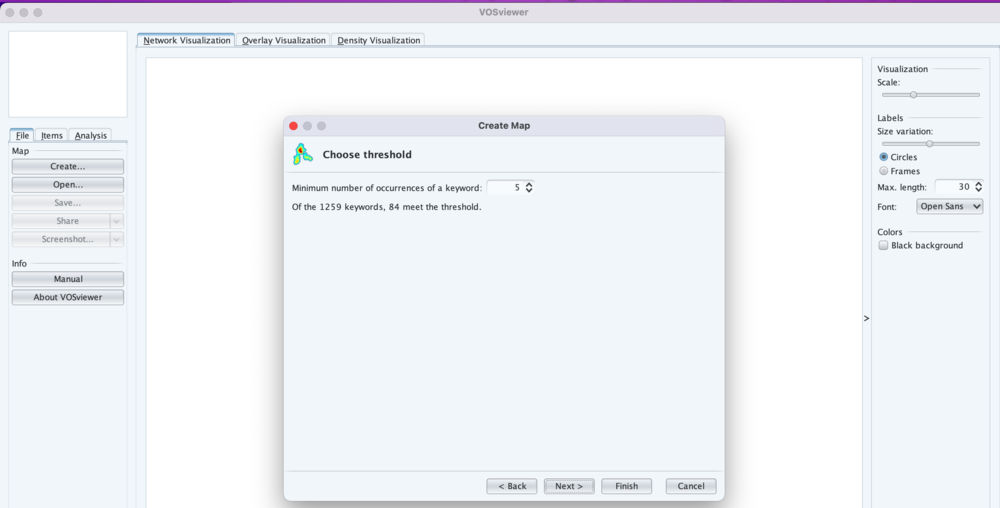 VOSviewer
Network Visualization Overlay Visualization Density Visualization
File Items Analysis
Map
Create...
Open...
Save...
Share
Screenshot...
Info
Manual
About VOSviewer
Create Map
Choose threshold
Minimum number of occurrences of a keyword: 5
Of the 1259 keywords, 84 meet the threshold.
< Back Next > Finish Cancel
>
Visualization
Scale:
Labels
Size variation:
Circles
Frames
Max. length: 30
Font: Open Sans
Colors
Black background